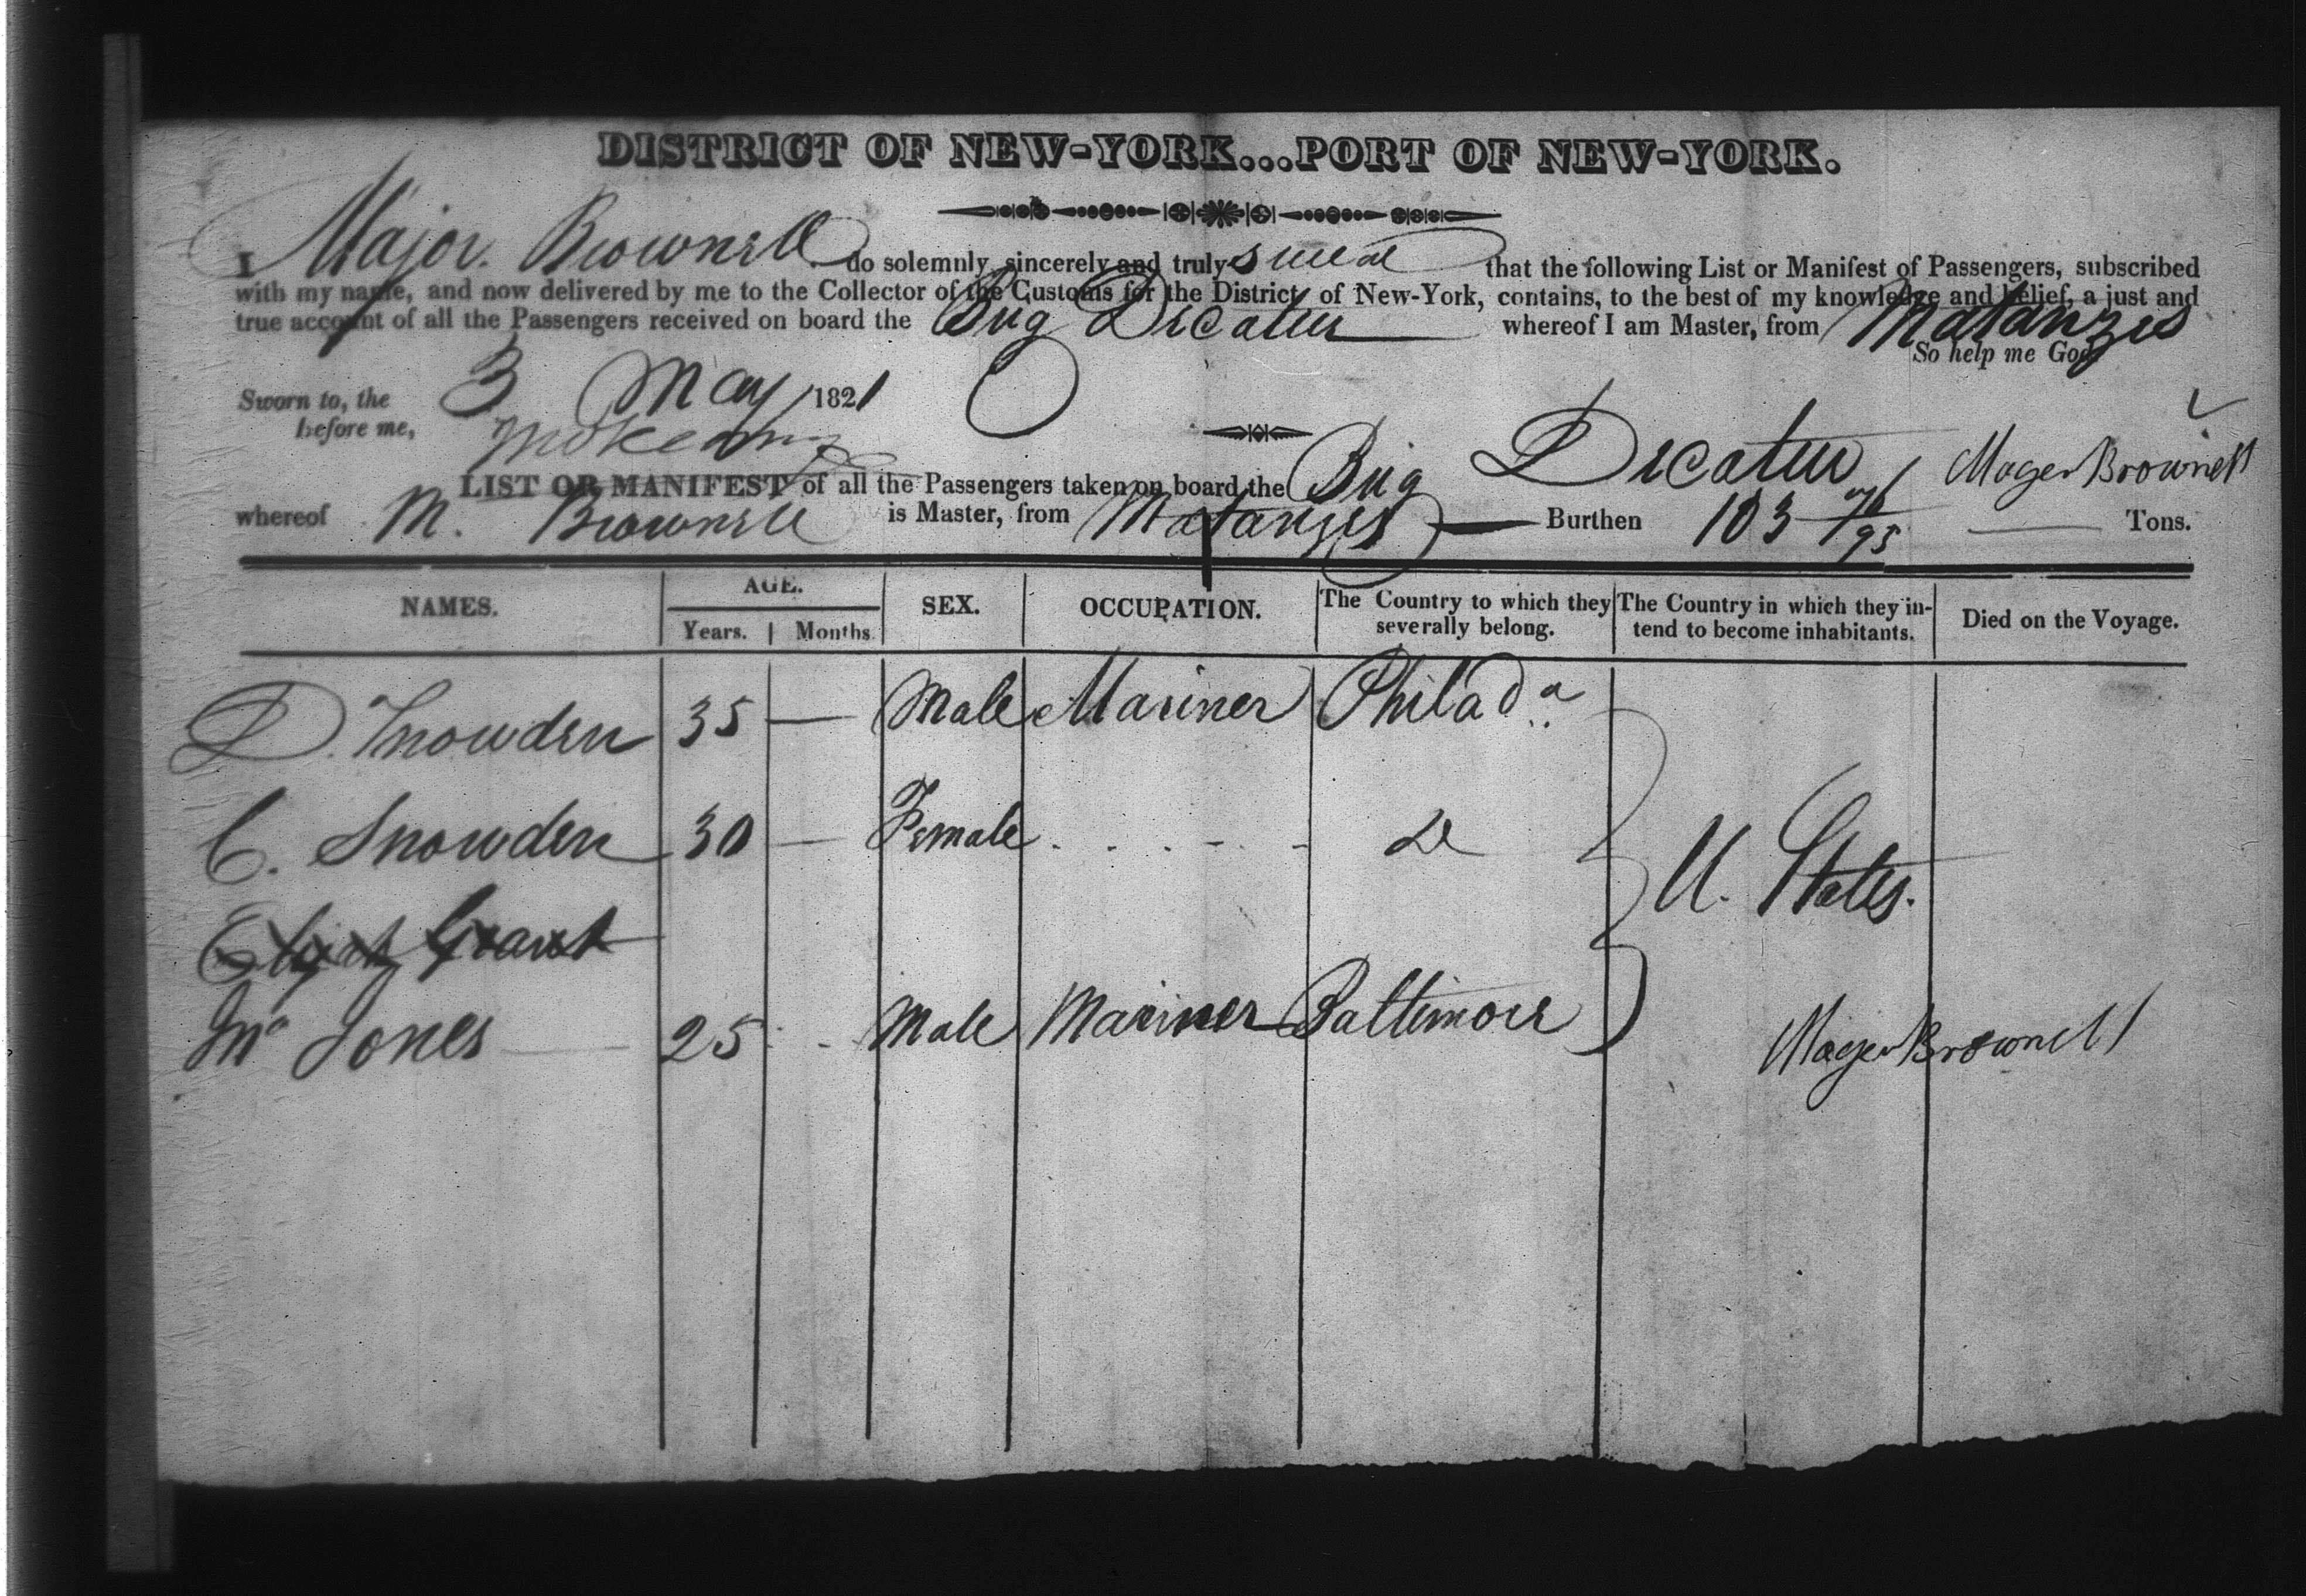 DISTRICT OF NEW-YORK...PORT OF NEW-YORK.
I Major. Brownell do solemnly, sincerely and truly swear that the following List or Manifest of Passengers, subscribed
with my name, and now delivered by me to the Collector of the Customs for the District of New-York, contains, to the best of my knowledge and belief, a just and
true account of all the Passengers received on board the Brig Decatur whereof I am Master, from Matanzes
So help me God
Sworn to, the 3 May 1821
before me,
LIST OR MANIFEST of all the Passengers taken on board the Brig Decatur Mager Brownell
whereof M. Brownell is Master, from Matanzes Burthen 103 /95 Tons.
NAMES. AGE. SEX. OCCUPATION. The Country to which they severally belong. The Country in which they intend to become inhabitants. Died on the Voyage.
Years. Months.
D. Snowden 35 — Male Mariner Philada
C. Snowden 30 — Female do
U. States.
Grant
Jones 25 Male Mariner Baltimore
Mager Brownell